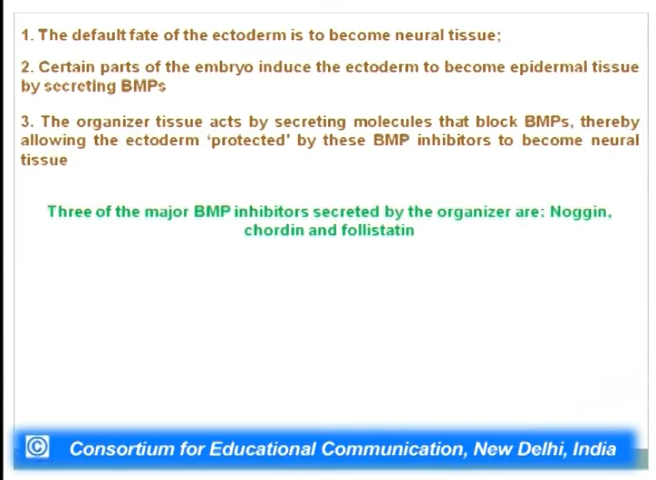 1. The default fate of the ectoderm is to become neural tissue;
2. Certain parts of the embryo induce the ectoderm to become epidermal tissue
by secreting BMPs
3. The organizer tissue acts by secreting molecules that block BMPs, thereby
allowing the ectoderm ‘protected’ by these BMP inhibitors to become neural
tissue
Three of the major BMP inhibitors secreted by the organizer are: Noggin,
chordin and follistatin
© Consortium for Educational Communication, New Delhi, India